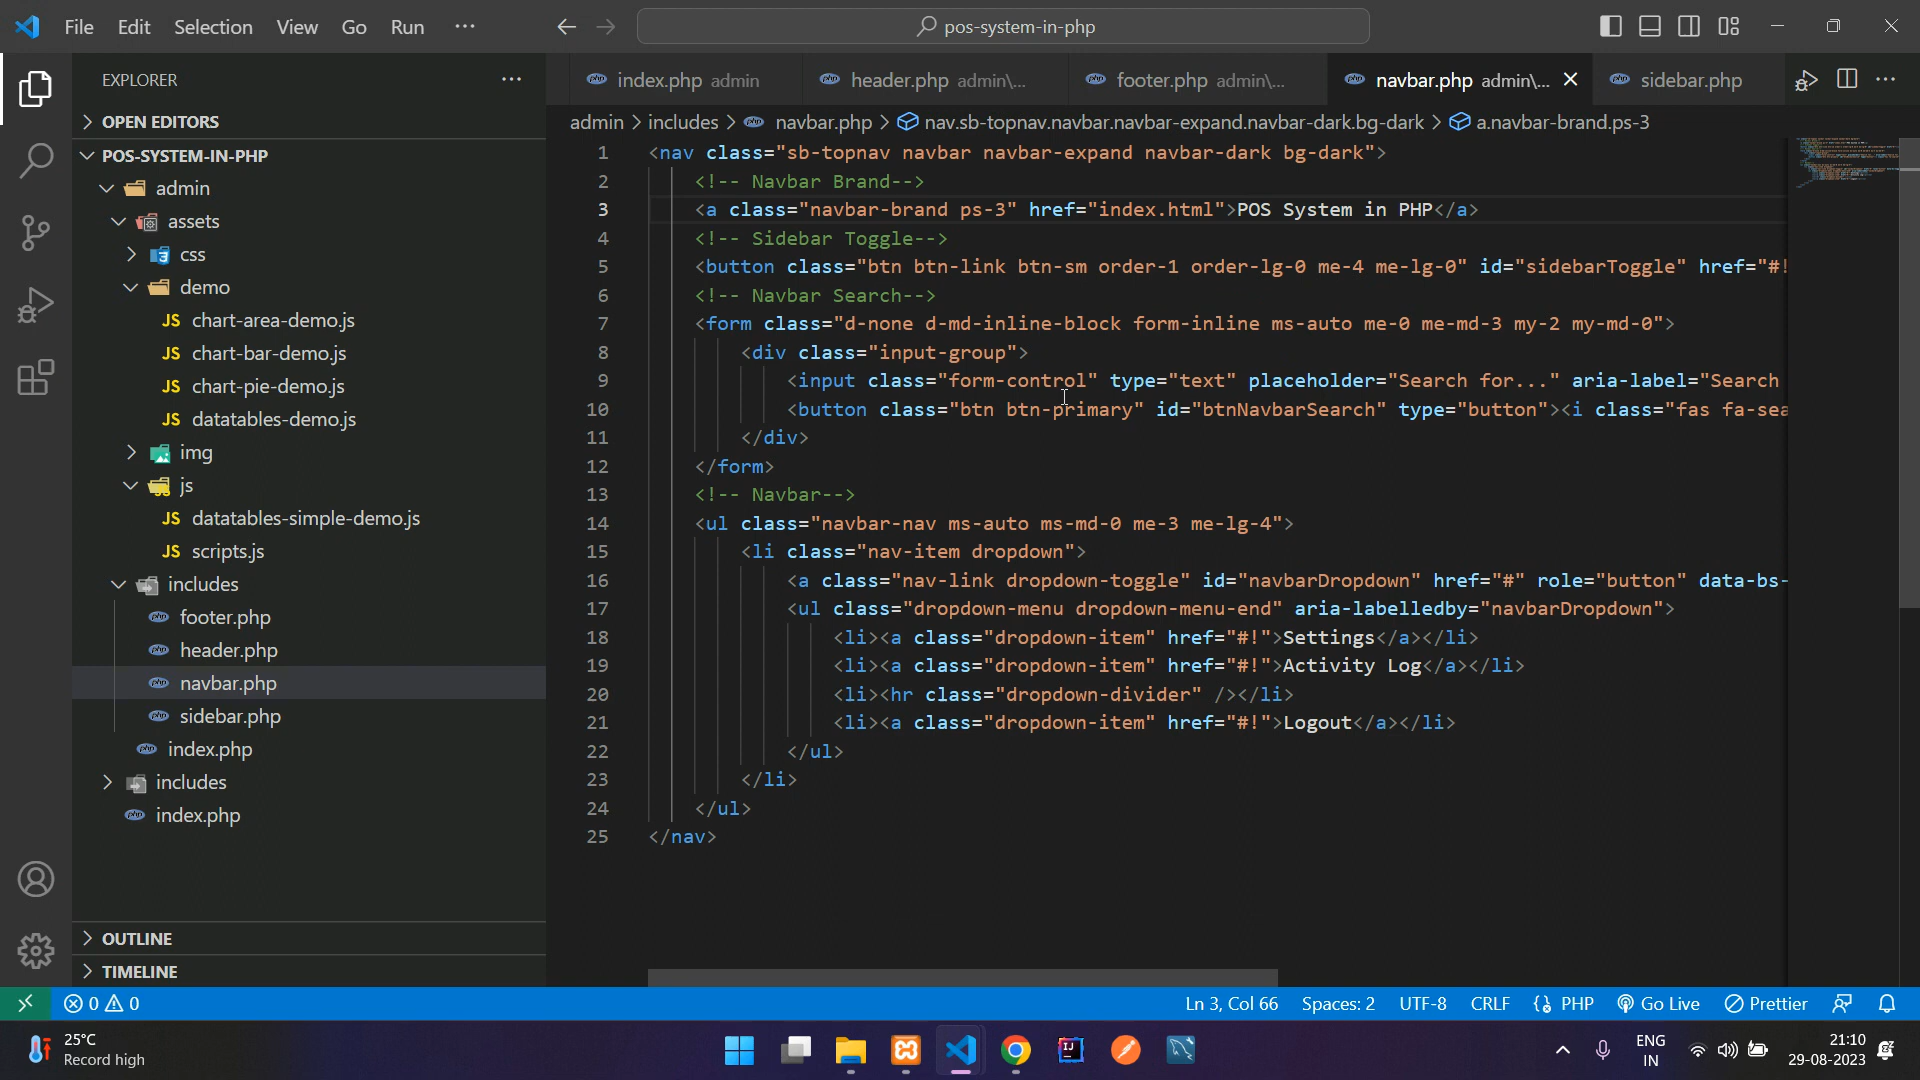 File Edit Selection View Go Run ···
pos-system-in-php
EXPLORER
index.php admin
header.php admin\...
footer.php admin\...
navbar.php admin\...
sidebar.php
OPEN EDITORS
admin > includes > navbar.php > nav.sb-topnav.navbar.navbar-expand.navbar-dark.bg-dark > a.navbar-brand.ps-3
POS-SYSTEM-IN-PHP
admin
assets
css
demo
JS chart-area-demo.js
JS chart-bar-demo.js
JS chart-pie-demo.js
JS datatables-demo.js
img
js
JS datatables-simple-demo.js
JS scripts.js
includes
footer.php
header.php
navbar.php
sidebar.php
index.php
includes
index.php
OUTLINE
TIMELINE
1 <nav class="sb-topnav navbar navbar-expand navbar-dark bg-dark">
2 <!-- Navbar Brand-->
3 <a class="navbar-brand ps-3" href="index.html">POS System in PHP</a>
4 <!-- Sidebar Toggle-->
5 <button class="btn btn-link btn-sm order-1 order-lg-0 me-4 me-lg-0" id="sidebarToggle" href="#!
6 <!-- Navbar Search-->
7 <form class="d-none d-md-inline-block form-inline ms-auto me-0 me-md-3 my-2 my-md-0">
8 <div class="input-group">
9 <input class="form-control" type="text" placeholder="Search for..." aria-label="Search
10 <button class="btn btn-primary" id="btnNavbarSearch" type="button"><i class="fas fa-sea
11 </div>
12 </form>
13 <!-- Navbar-->
14 <ul class="navbar-nav ms-auto ms-md-0 me-3 me-lg-4">
15 <li class="nav-item dropdown">
16 <a class="nav-link dropdown-toggle" id="navbarDropdown" href="#" role="button" data-bs-
17 <ul class="dropdown-menu dropdown-menu-end" aria-labelledby="navbarDropdown">
18 <li><a class="dropdown-item" href="#!">Settings</a></li>
19 <li><a class="dropdown-item" href="#!">Activity Log</a></li>
20 <li><hr class="dropdown-divider" /></li>
21 <li><a class="dropdown-item" href="#!">Logout</a></li>
22 </ul>
23 </li>
24 </ul>
25 </nav>
0 0
Ln 3, Col 66 Spaces: 2 UTF-8 CRLF PHP Go Live Prettier
25°C
Record high
ENG
IN
21:10
29-08-2023